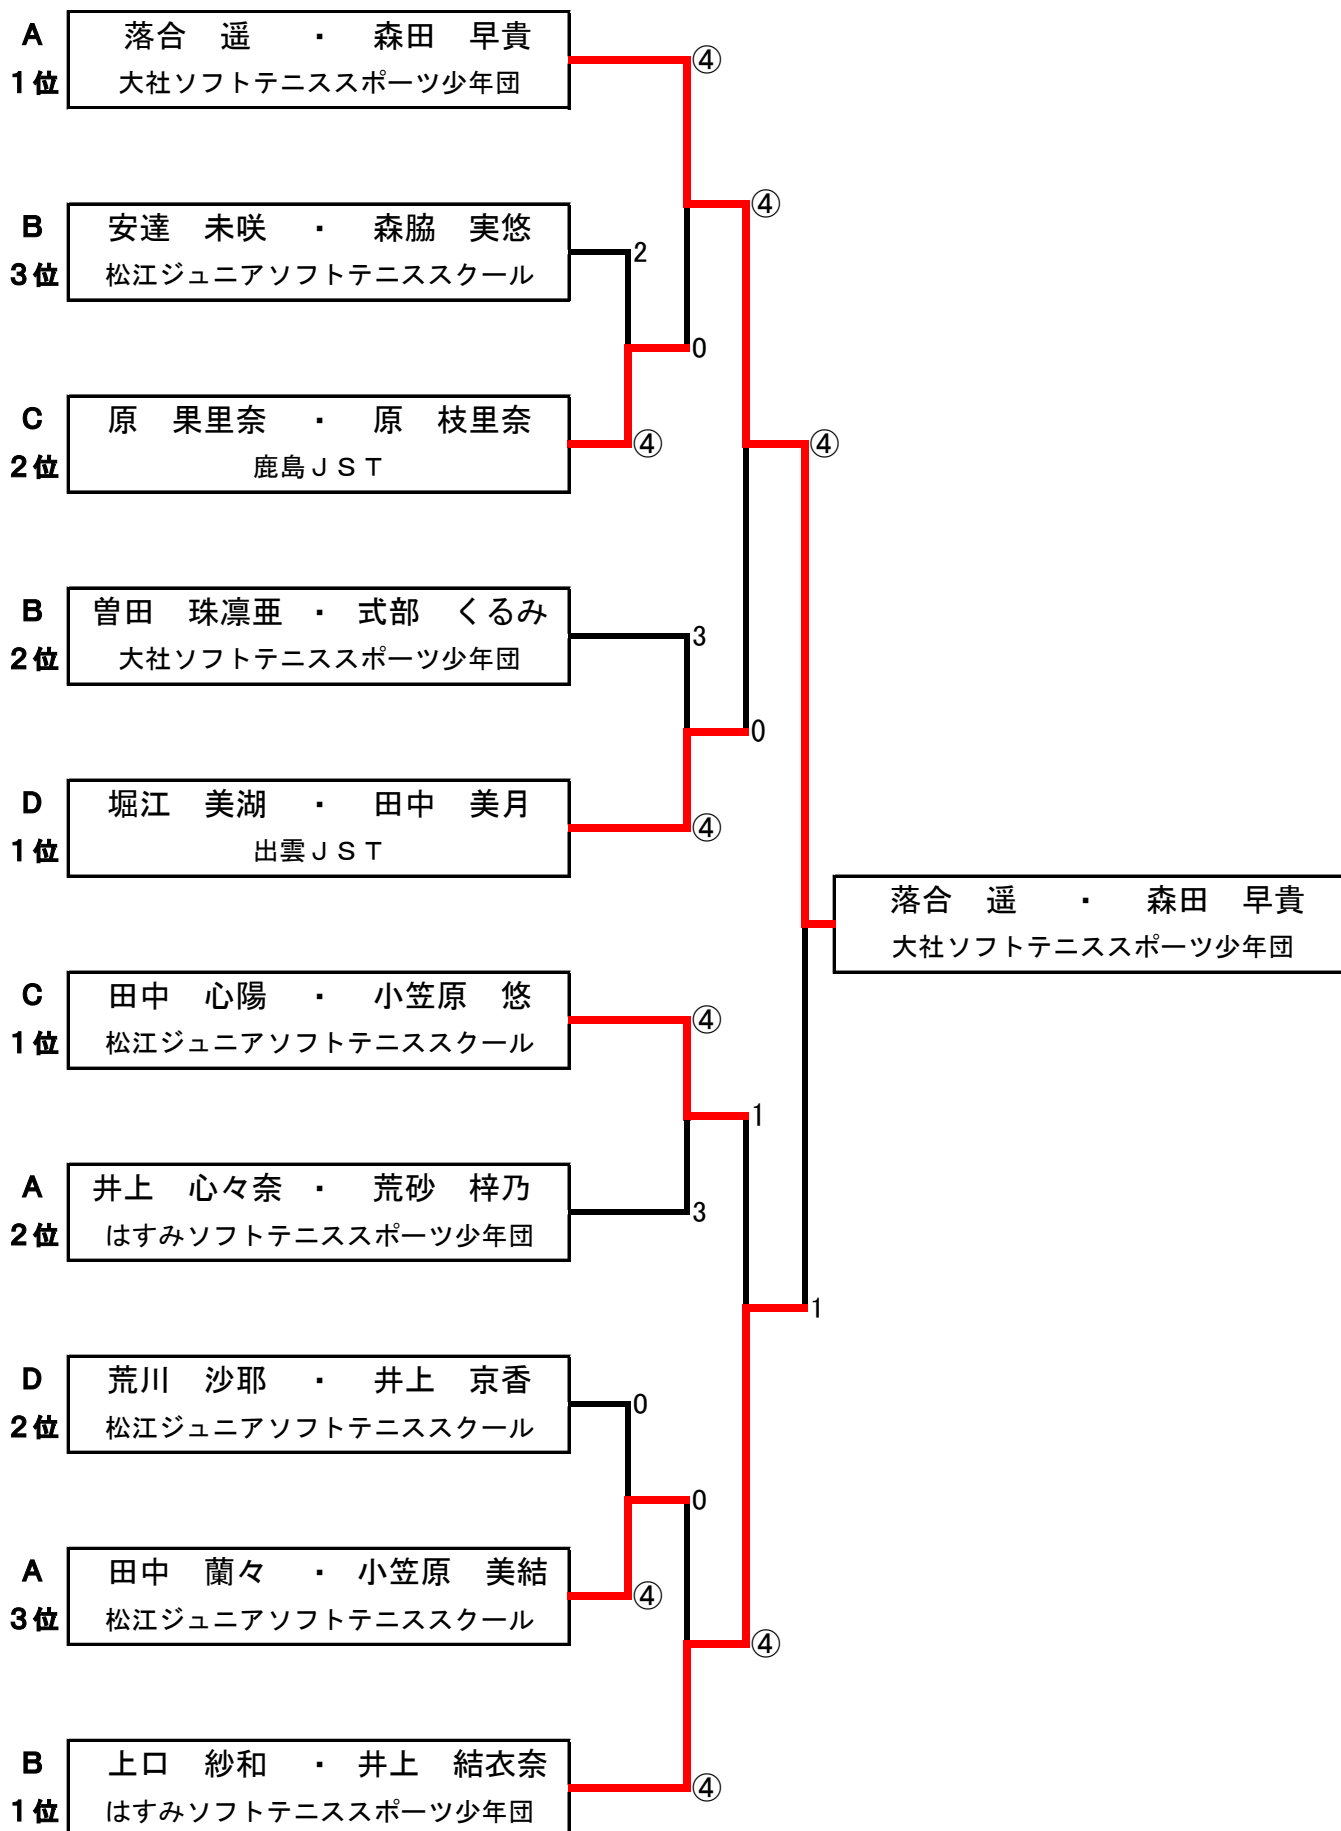 A
落合　遥　・　森田　早貴
1位
大社ソフトテニススポーツ少年団
④
④
B
安達　未咲　・　森脇　実悠
3位
松江ジュニアソフトテニススクール
2
0
C
原　果里奈　・　原　枝里奈
2位
鹿島ＪＳＴ
④
④
B
曽田　珠凛亜　・　式部　くるみ
2位
大社ソフトテニススポーツ少年団
3
0
D
堀江　美湖　・　田中　美月
1位
出雲ＪＳＴ
④
落合　遥　・　森田　早貴
大社ソフトテニススポーツ少年団
C
田中　心陽　・　小笠原　悠
1位
松江ジュニアソフトテニススクール
④
1
A
井上　心々奈　・　荒砂　梓乃
2位
はすみソフトテニススポーツ少年団
3
1
D
荒川　沙耶　・　井上　京香
2位
松江ジュニアソフトテニススクール
0
0
A
田中　蘭々　・　小笠原　美結
3位
松江ジュニアソフトテニススクール
④
④
B
上口　紗和　・　井上　結衣奈
1位
はすみソフトテニススポーツ少年団
④